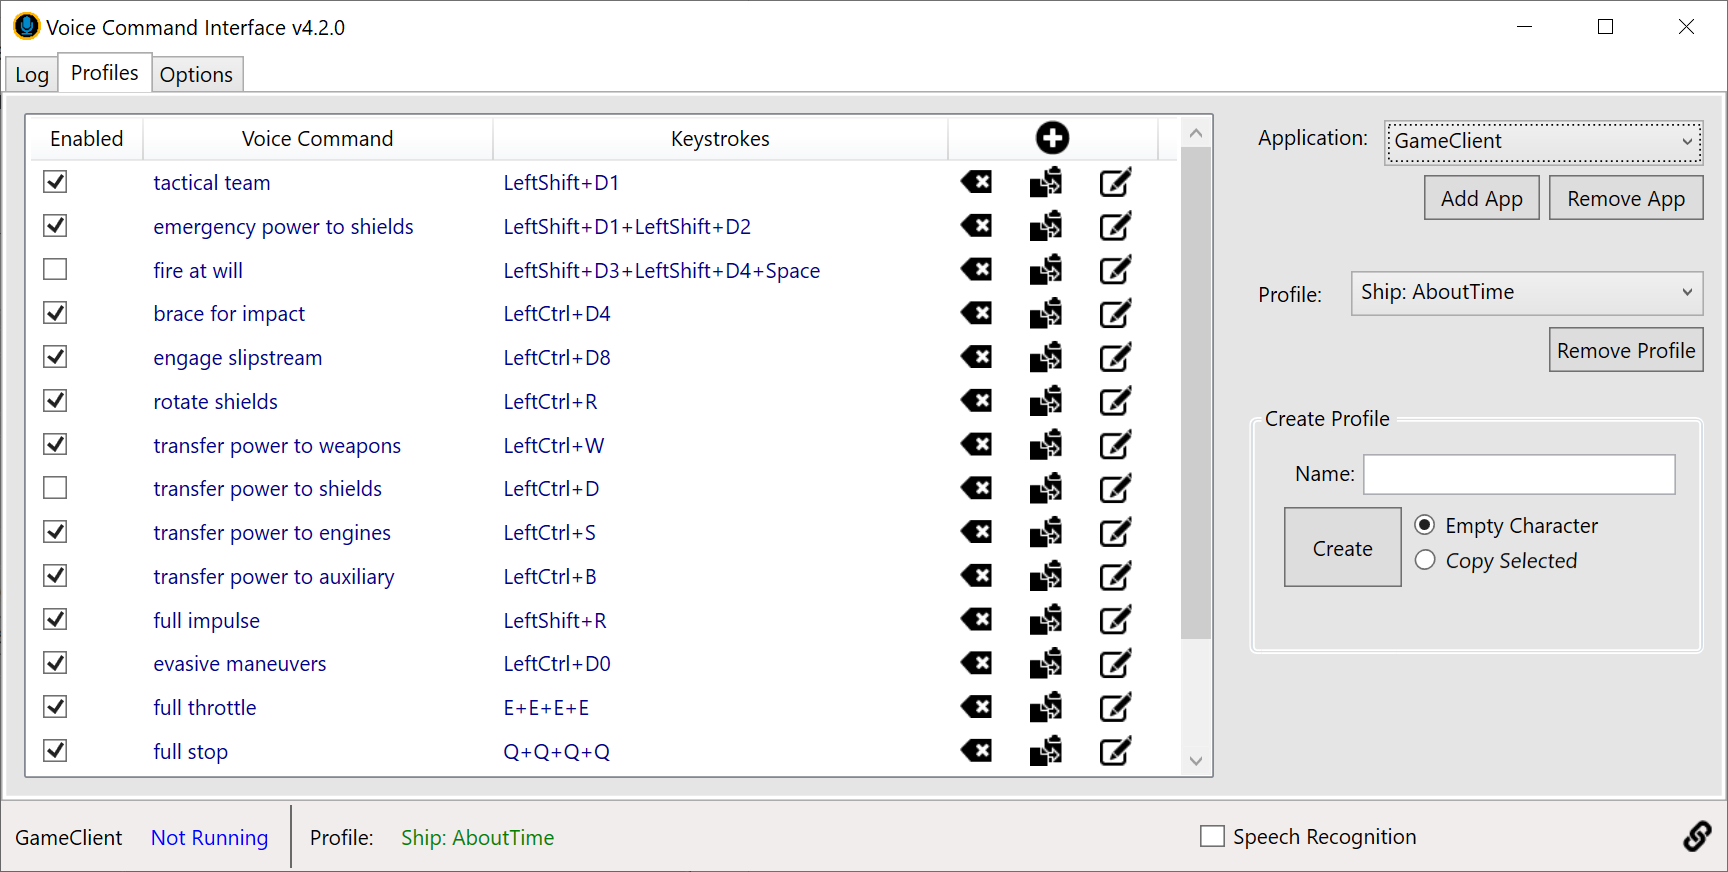 Voice Command Interface v4.2.0
Log Profiles Options
Enabled Voice Command Keystrokes
tactical team LeftShift+D1
emergency power to shields LeftShift+D1+LeftShift+D2
fire at will LeftShift+D3+LeftShift+D4+Space
brace for impact LeftCtrl+D4
engage slipstream LeftCtrl+D8
rotate shields LeftCtrl+R
transfer power to weapons LeftCtrl+W
transfer power to shields LeftCtrl+D
transfer power to engines LeftCtrl+S
transfer power to auxiliary LeftCtrl+B
full impulse LeftShift+R
evasive maneuvers LeftCtrl+D0
full throttle E+E+E+E
full stop Q+Q+Q+Q
Application: GameClient
Add App Remove App
Profile: Ship: AboutTime
Remove Profile
Create Profile
Name:
Create
Empty Character
Copy Selected
GameClient Not Running Profile: Ship: AboutTime Speech Recognition